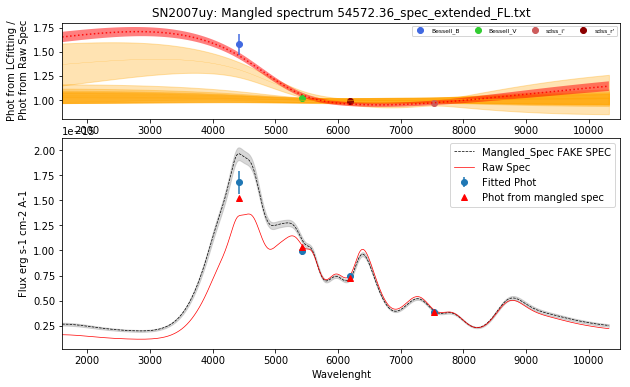 SN2007uy: Mangled spectrum 54572.36_spec_extended_FL.txt
Phot from LCfitting /
Phot from Raw Spec
1.75
1.50
1.25
1.00
Bessell_B
Bessell_V
sdss_i'
sdss_r'
2000 3000 4000 5000 6000 7000 8000 9000 10000
1e−15
Flux erg s-1 cm-2 A-1
2.00
1.75
1.50
1.25
1.00
0.75
0.50
0.25
Mangled_Spec FAKE SPEC
Raw Spec
Fitted Phot
Phot from mangled spec
2000 3000 4000 5000 6000 7000 8000 9000 10000
Wavelenght